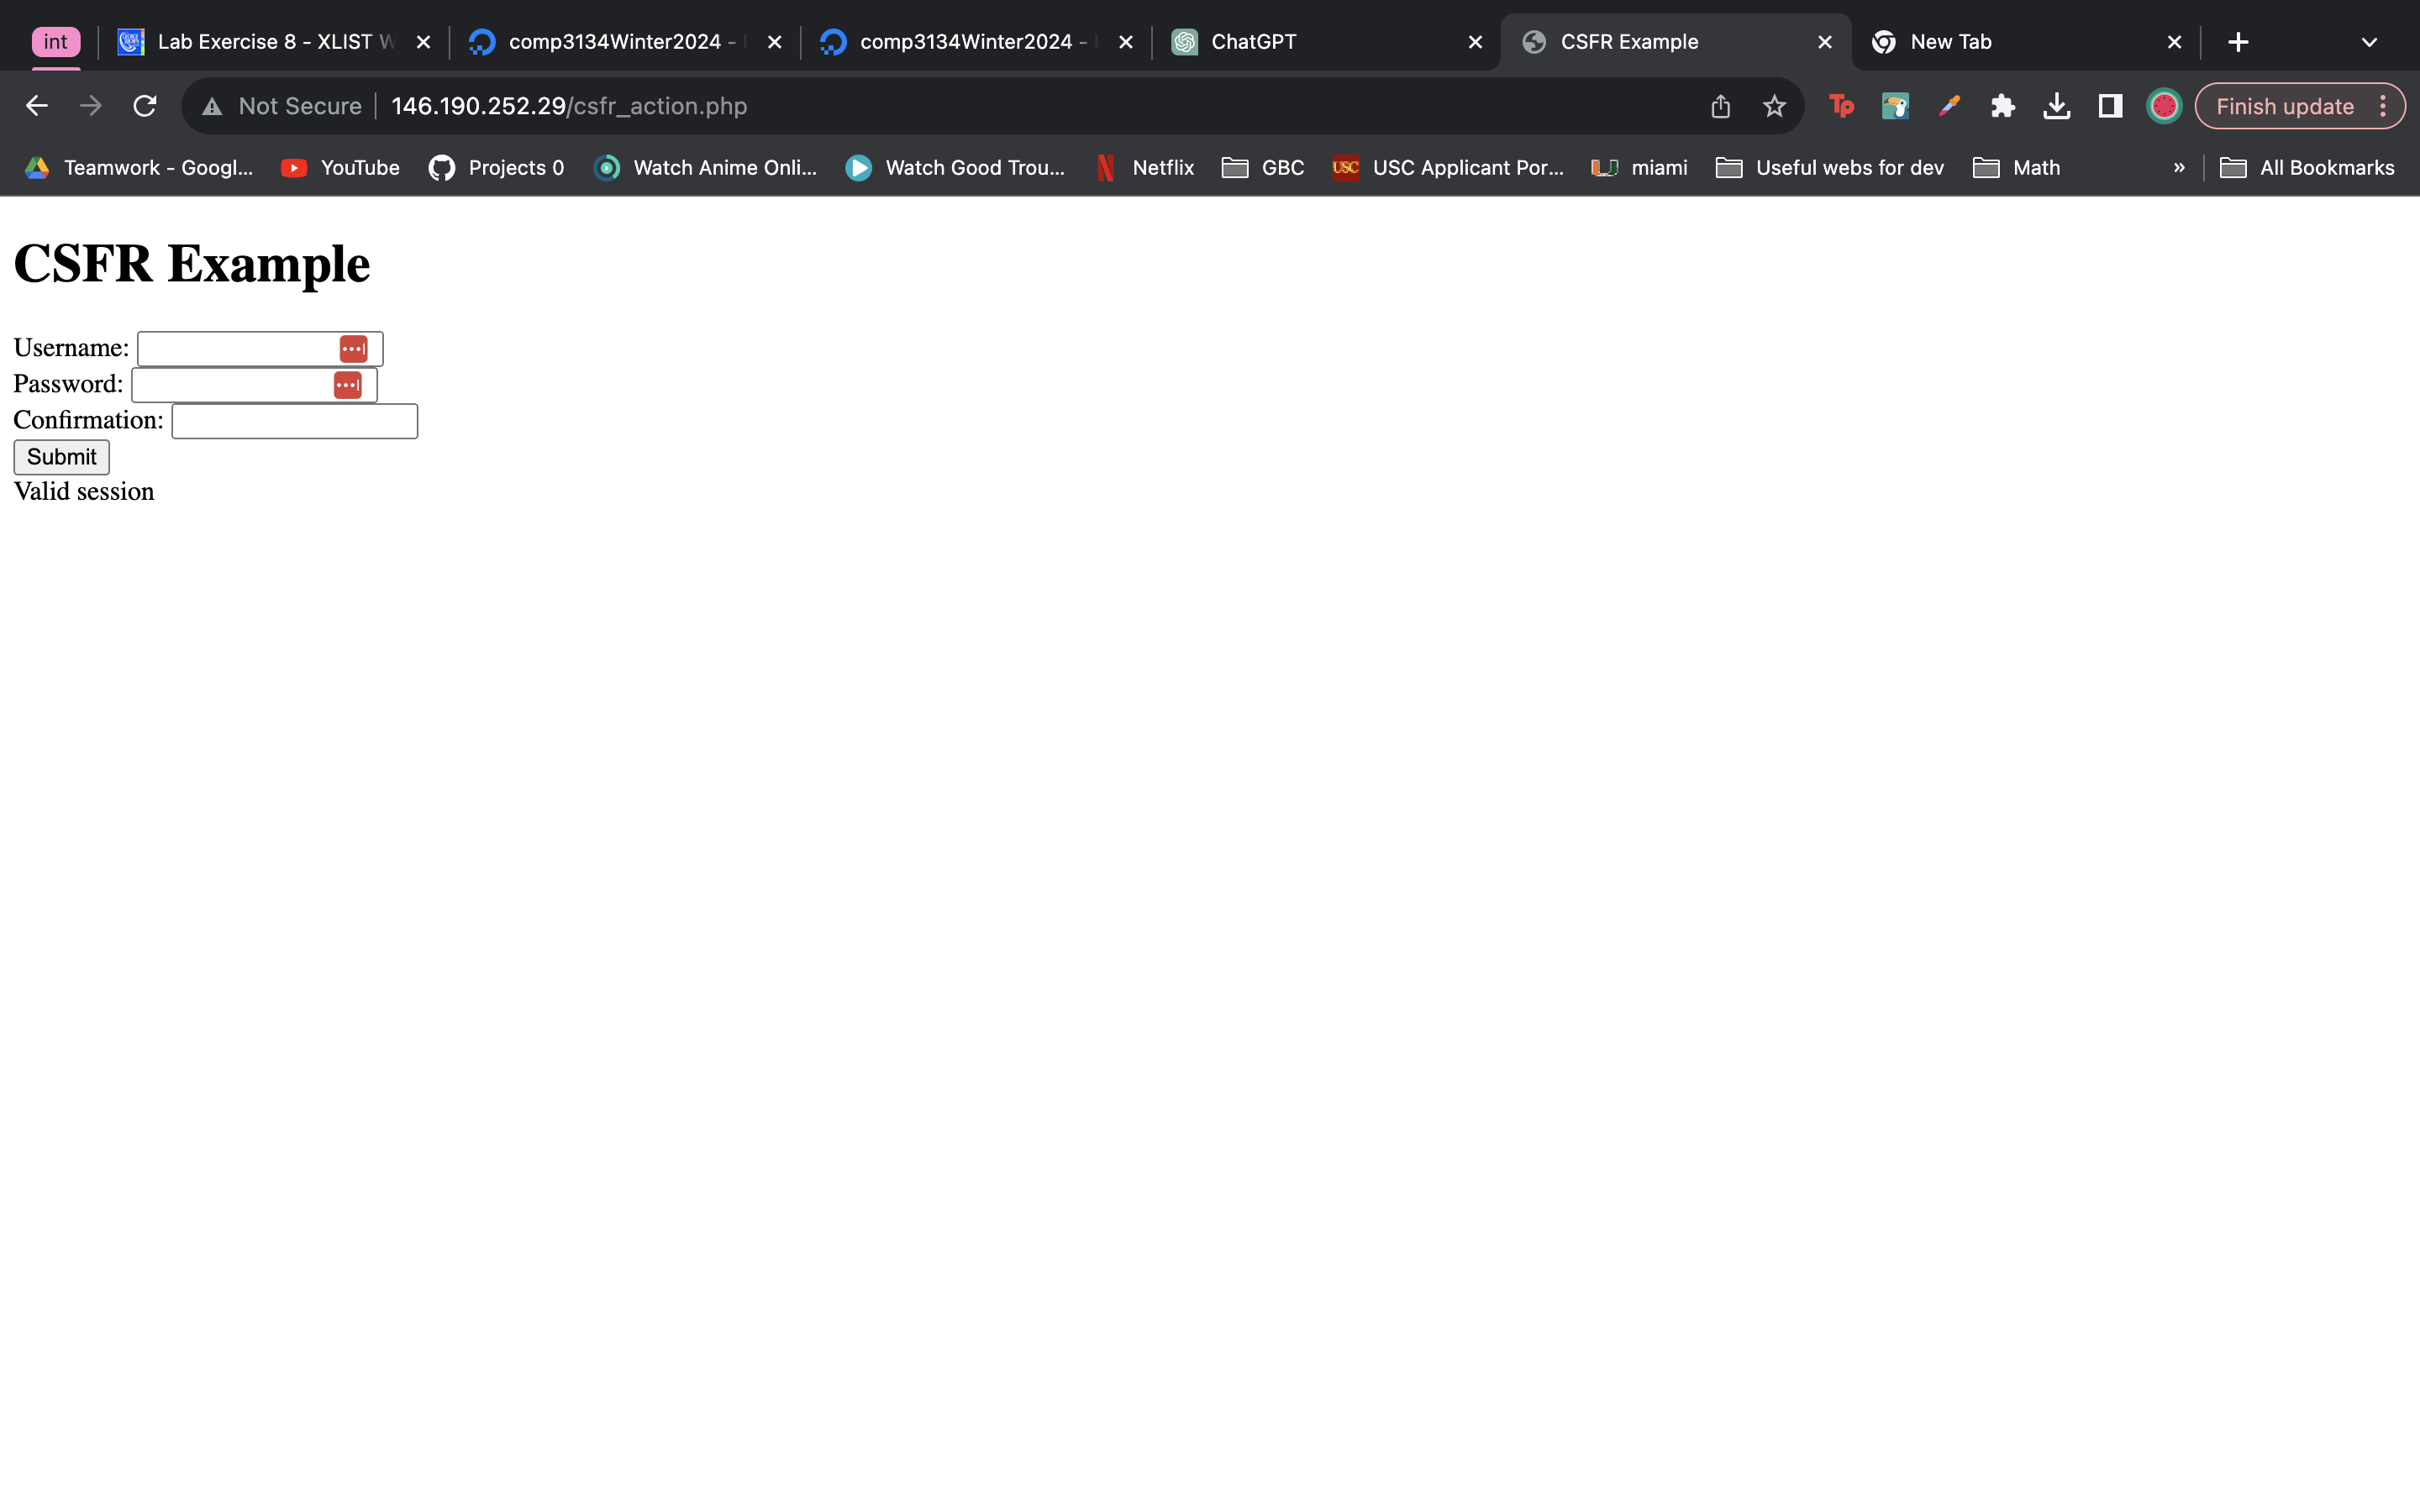 int
Lab Exercise 8 - XLIST W
comp3134Winter2024 -
comp3134Winter2024 -
ChatGPT
CSFR Example
New Tab
Not Secure
146.190.252.29/csfr_action.php
Tp
Finish update
Teamwork - Googl...
YouTube
Projects 0
Watch Anime Onli...
Watch Good Trou...
Netflix
GBC
USC
USC Applicant Por...
miami
Useful webs for dev
Math
»
All Bookmarks
CSFR Example
Username:
Password:
Confirmation:
Submit
Valid session